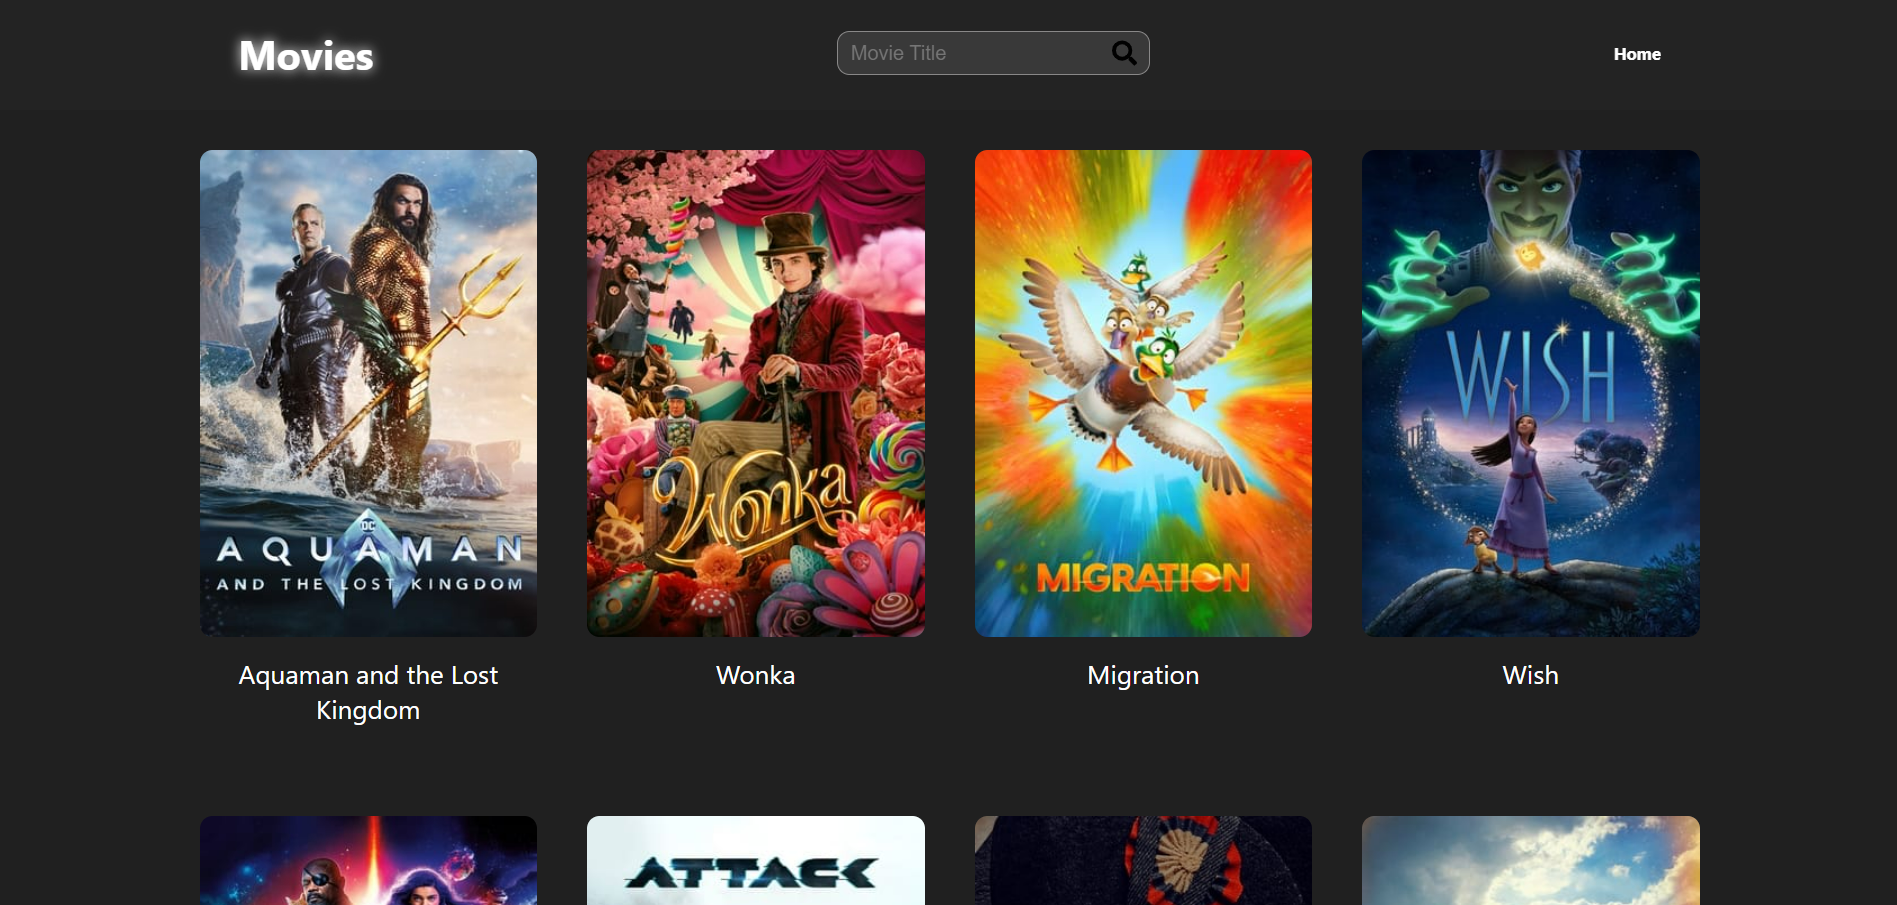 Movies
Movie Title
Home
DC
AQUAMAN
AND THE LOST KINGDOM
Wonka
MIGRATION
WISH
Aquaman and the Lost
Kingdom
Wonka
Migration
Wish
ATTACK